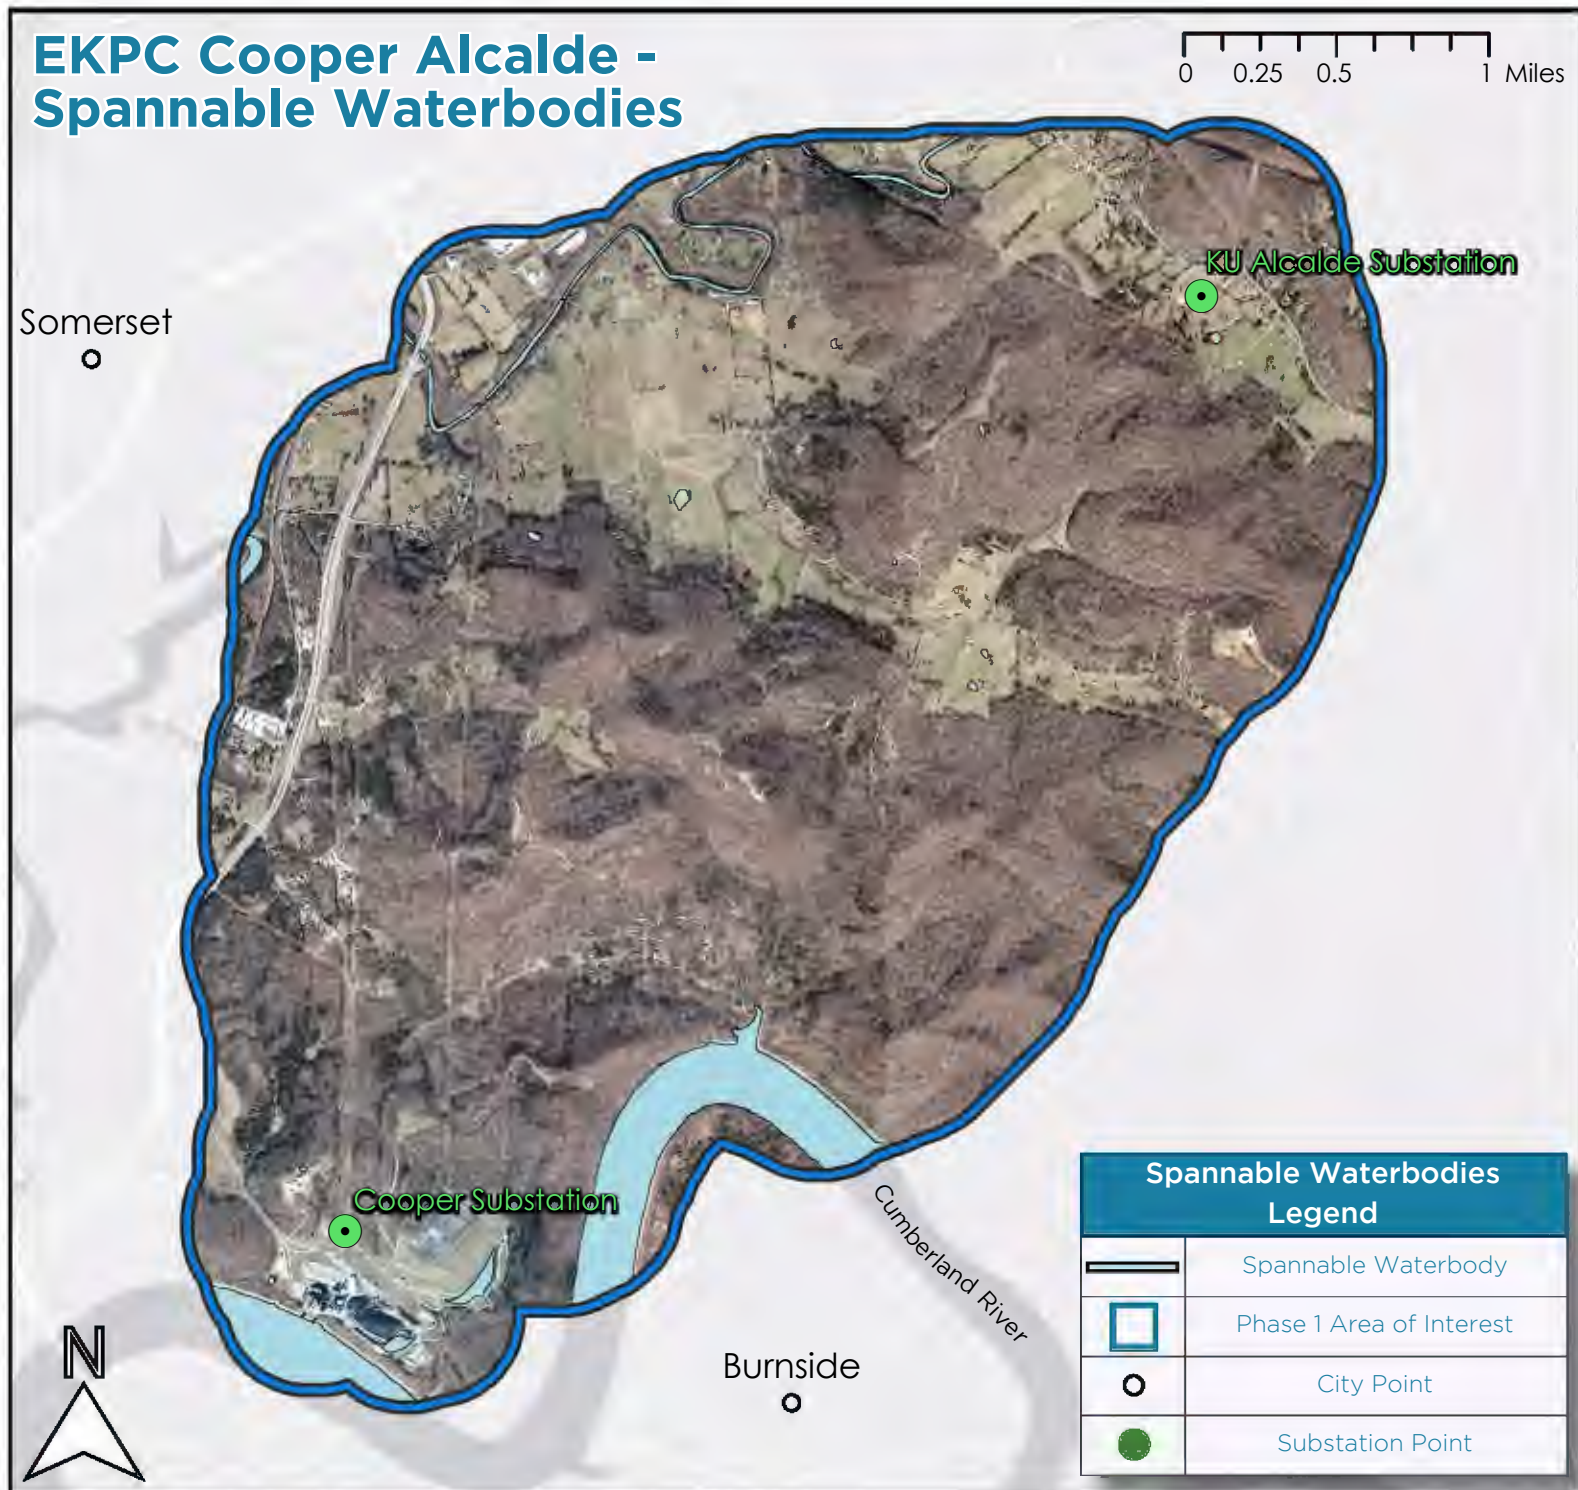 EKPC Cooper Alcalde -
Spannable Waterbodies
0 0.25 0.5 1 Miles
KU Alcalde Substation
Somerset
Cooper Substation
Cumberland River
Burnside
N
Spannable Waterbodies
Legend
Spannable Waterbody
Phase 1 Area of Interest
City Point
Substation Point